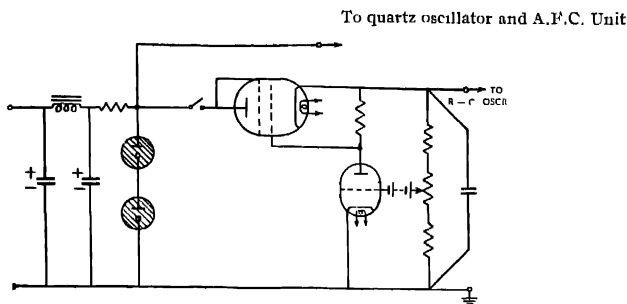 To quartz oscillator and A.F.C. Unit
TO
R-C OSCR
+
+
-
-